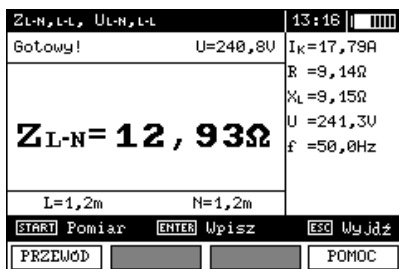 ZL-N,L-L, UL-N,L-L 13:16
Gotowy! U=240,8V
IK=17,79A
R =9,14Ω
XL=9,15Ω
U =241,3V
f =50,0Hz
ZL-N=12,93Ω
L=1,2m N=1,2m
START Pomiar ENTER Wpisz ESC Wyjdź
PRZEWÓD POMOC